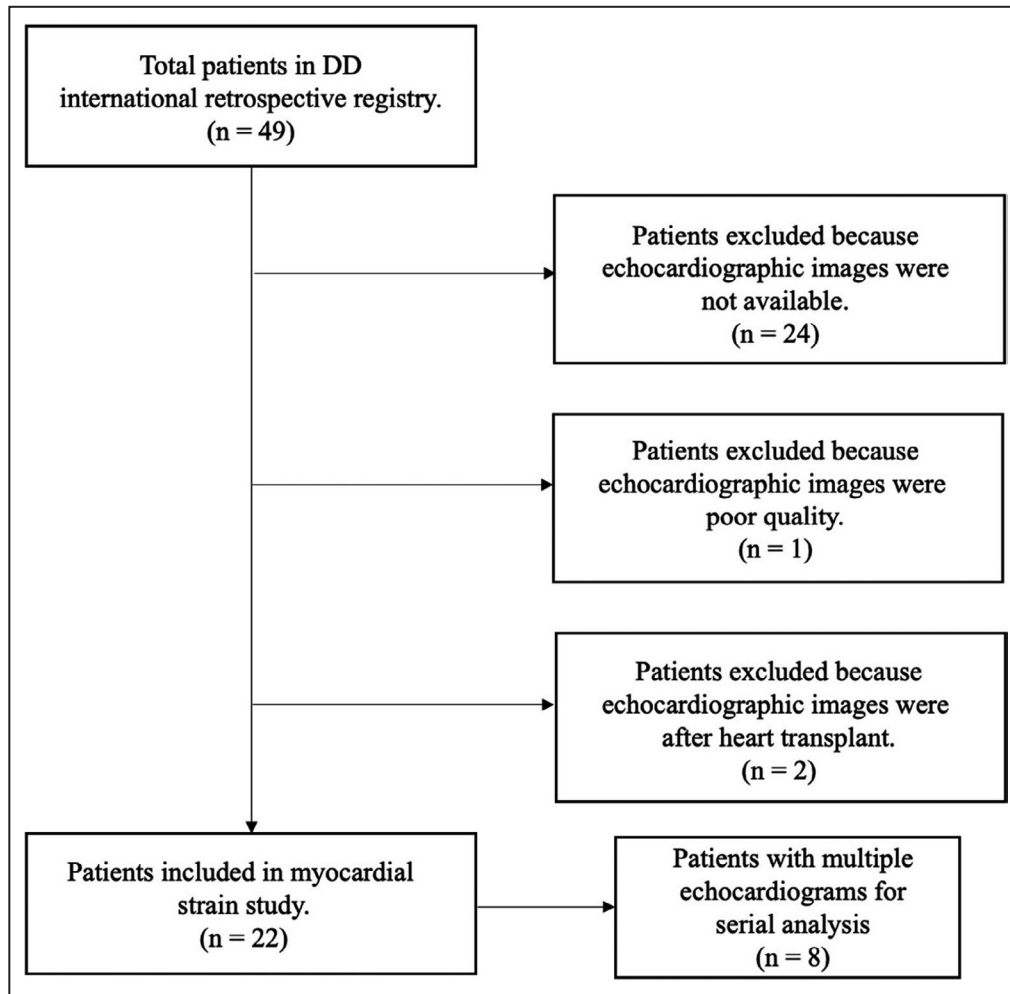 Total patients in DD
international retrospective registry.
(n = 49)
Patients excluded because
echocardiographic images were
not available.
(n = 24)
Patients excluded because
echocardiographic images were
poor quality.
(n = 1)
Patients excluded because
echocardiographic images were
after heart transplant.
(n = 2)
Patients included in myocardial
strain study.
(n = 22)
Patients with multiple
echocardiograms for
serial analysis
(n = 8)